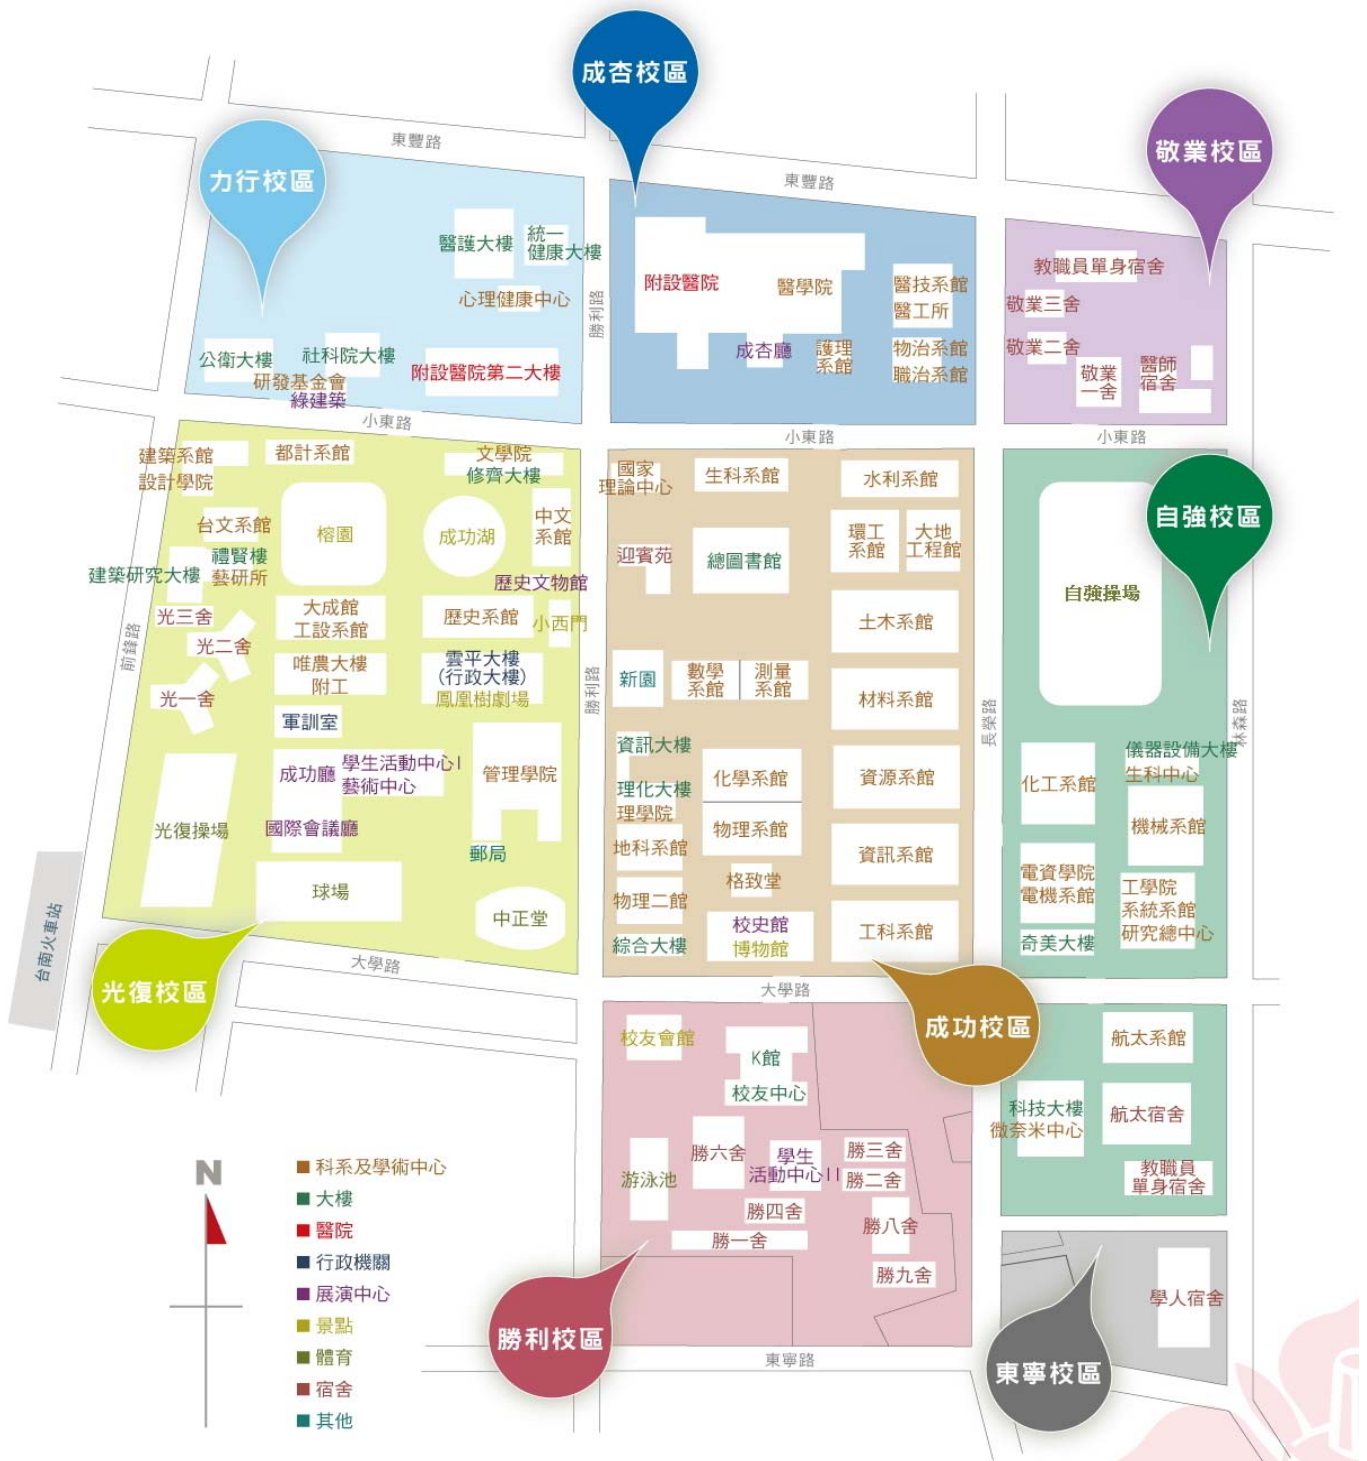 成杏校區
敬業校區
力行校區
東豐路
東豐路
醫護大樓
統一
健康大樓
心理健康中心
公衛大樓
社科院大樓
研發基金會
綠建築
附設醫院第二大樓
勝利路
附設醫院
醫學院
醫技系館
醫工所
成杏廳
護理
系館
物治系館
職治系館
教職員單身宿舍
敬業三舍
敬業二舍
敬業
一舍
醫師
宿舍
小東路
小東路
小東路
建築系館
設計學院
都計系館
文學院
修齊大樓
台文系館
榕園
成功湖
中文
系館
禮賢樓
藝研所
建築研究大樓
歷史文物館
光三舍
大成館
工設系館
歷史系館
小西門
光二舍
唯農大樓
附工
雲平大樓
(行政大樓)
鳳凰樹劇場
光一舍
軍訓室
前鋒路
成功廳
學生活動中心I
藝術中心
管理學院
光復操場
國際會議廳
郵局
球場
中正堂
台南火車站
光復校區
大學路
勝利路
國家
理論中心
生科系館
水利系館
環工
系館
大地
工程館
迎賓苑
總圖書館
土木系館
新園
數學
系館
測量
系館
材料系館
資訊大樓
化學系館
資源系館
理化大樓
理學院
物理系館
地科系館
資訊系館
格致堂
物理二館
校史館
博物館
工科系館
綜合大樓
大學路
成功校區
長榮路
自強校區
自強操場
林森路
儀器設備大樓
生科中心
化工系館
機械系館
電資學院
電機系館
工學院
系統系館
研究總中心
奇美大樓
航太系館
科技大樓
微奈米中心
航太宿舍
教職員
單身宿舍
校友會館
K館
校友中心
勝六舍
學生
活動中心II
勝三舍
勝二舍
游泳池
勝四舍
勝一舍
勝八舍
勝九舍
勝利校區
東寧路
學人宿舍
東寧校區
N
科系及學術中心
大樓
醫院
行政機關
展演中心
景點
體育
宿舍
其他